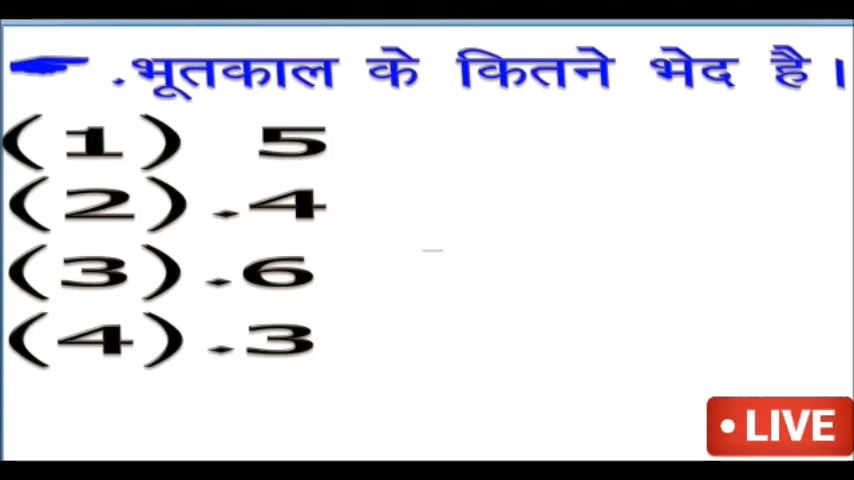 .भूतकाल के कितने भेद है।
(1) 5
(2).4
(3).6
(4).3
• LIVE